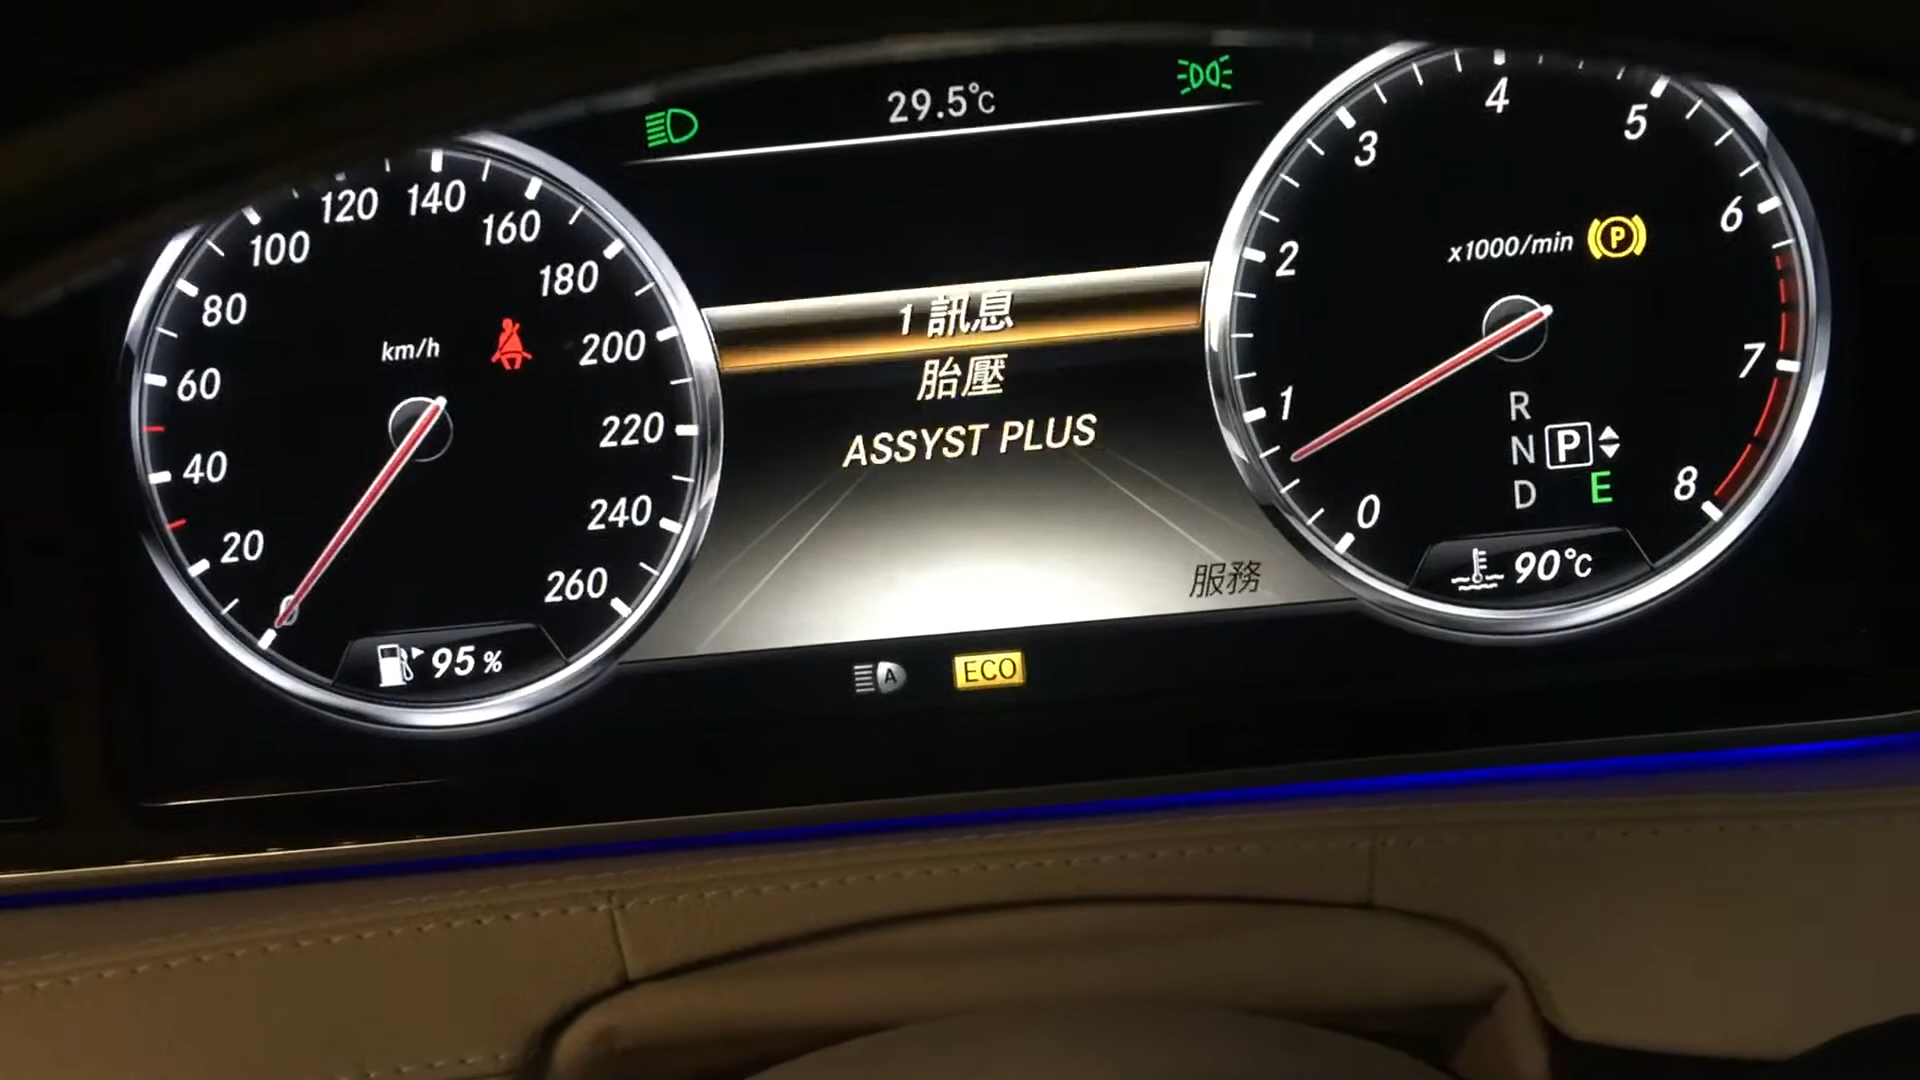 29.5°C
120 140
100 160
80 180
km/h 200
60 220
40 240
20 260
0
95 %
1 訊息
胎壓
ASSYST PLUS
服務
A ECO
4
3 5
2 6
x1000/min P
1 7
R
N P
D E
0 8
90°C